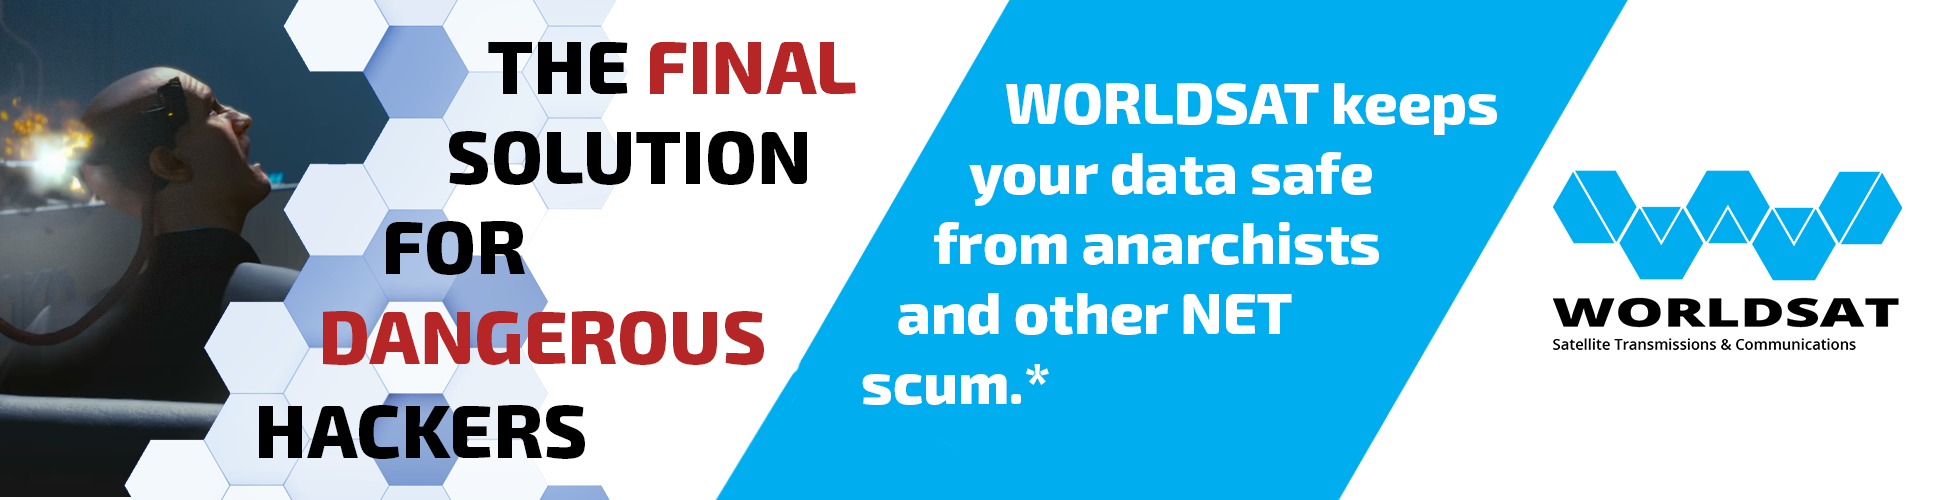 THE FINAL
SOLUTION
FOR
DANGEROUS
HACKERS
WORLDSAT keeps
your data safe
from anarchists
and other NET
scum.*
WORLDSAT
Satellite Transmissions & Communications